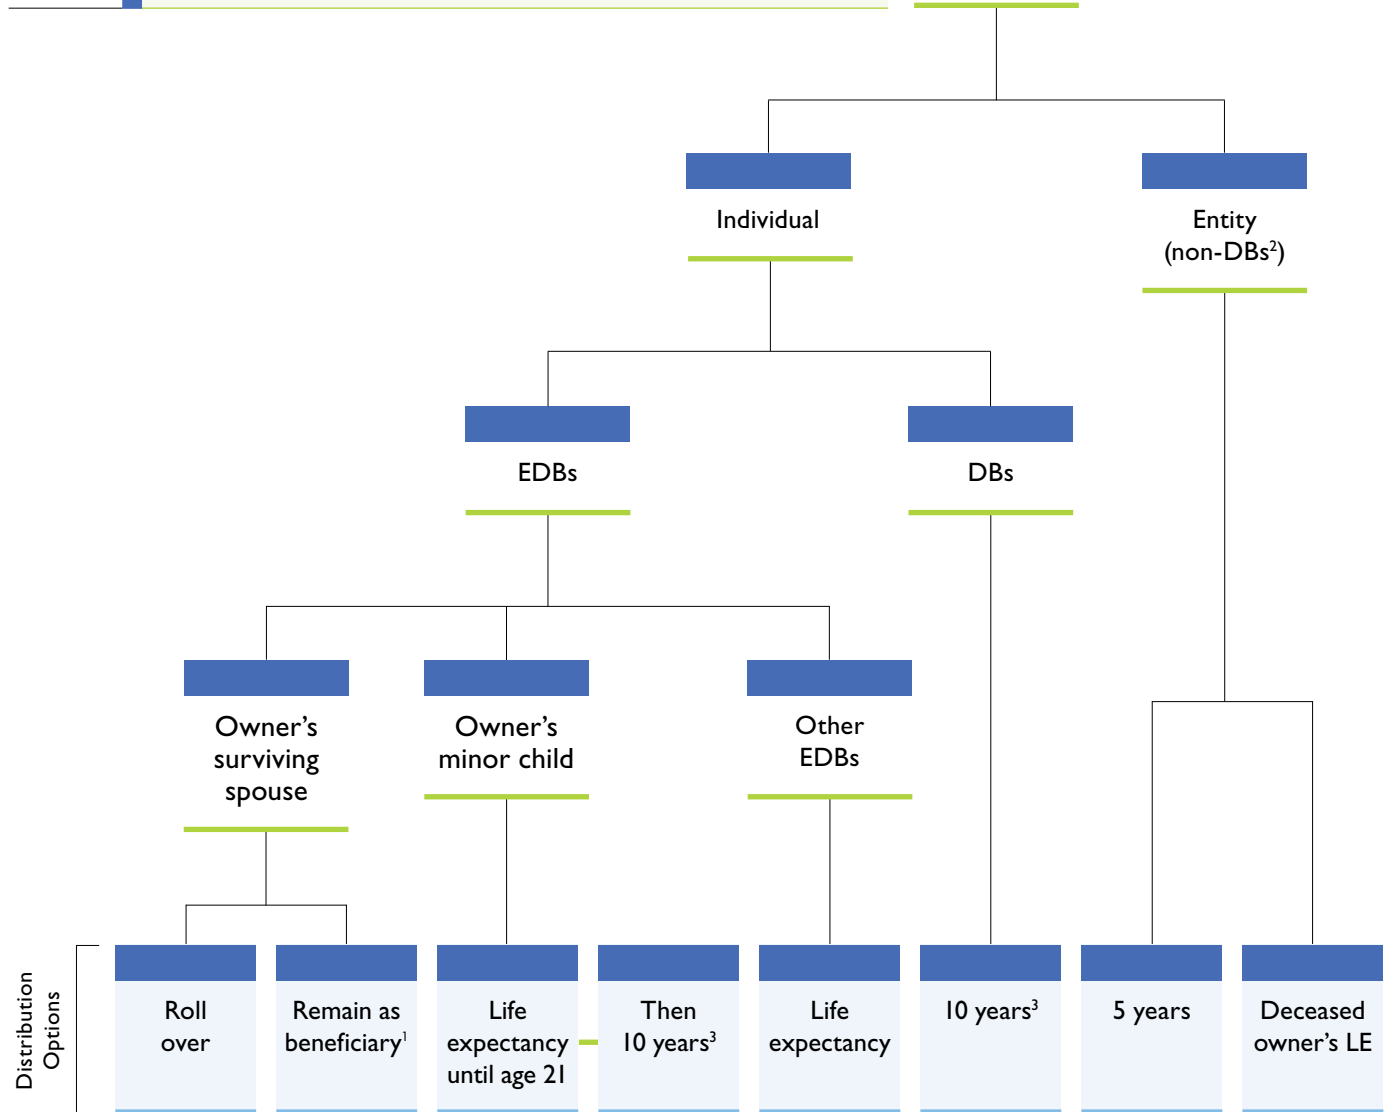 Individual
Entity
(non-DBs²)
EDBs
DBs
Owner’s
surviving
spouse
Owner’s
minor child
Other
EDBs
Distribution
Options
Roll
over
Remain as
beneficiary¹
Life
expectancy
until age 21
Then
10 years³
Life
expectancy
10 years³
5 years
Deceased
owner’s LE